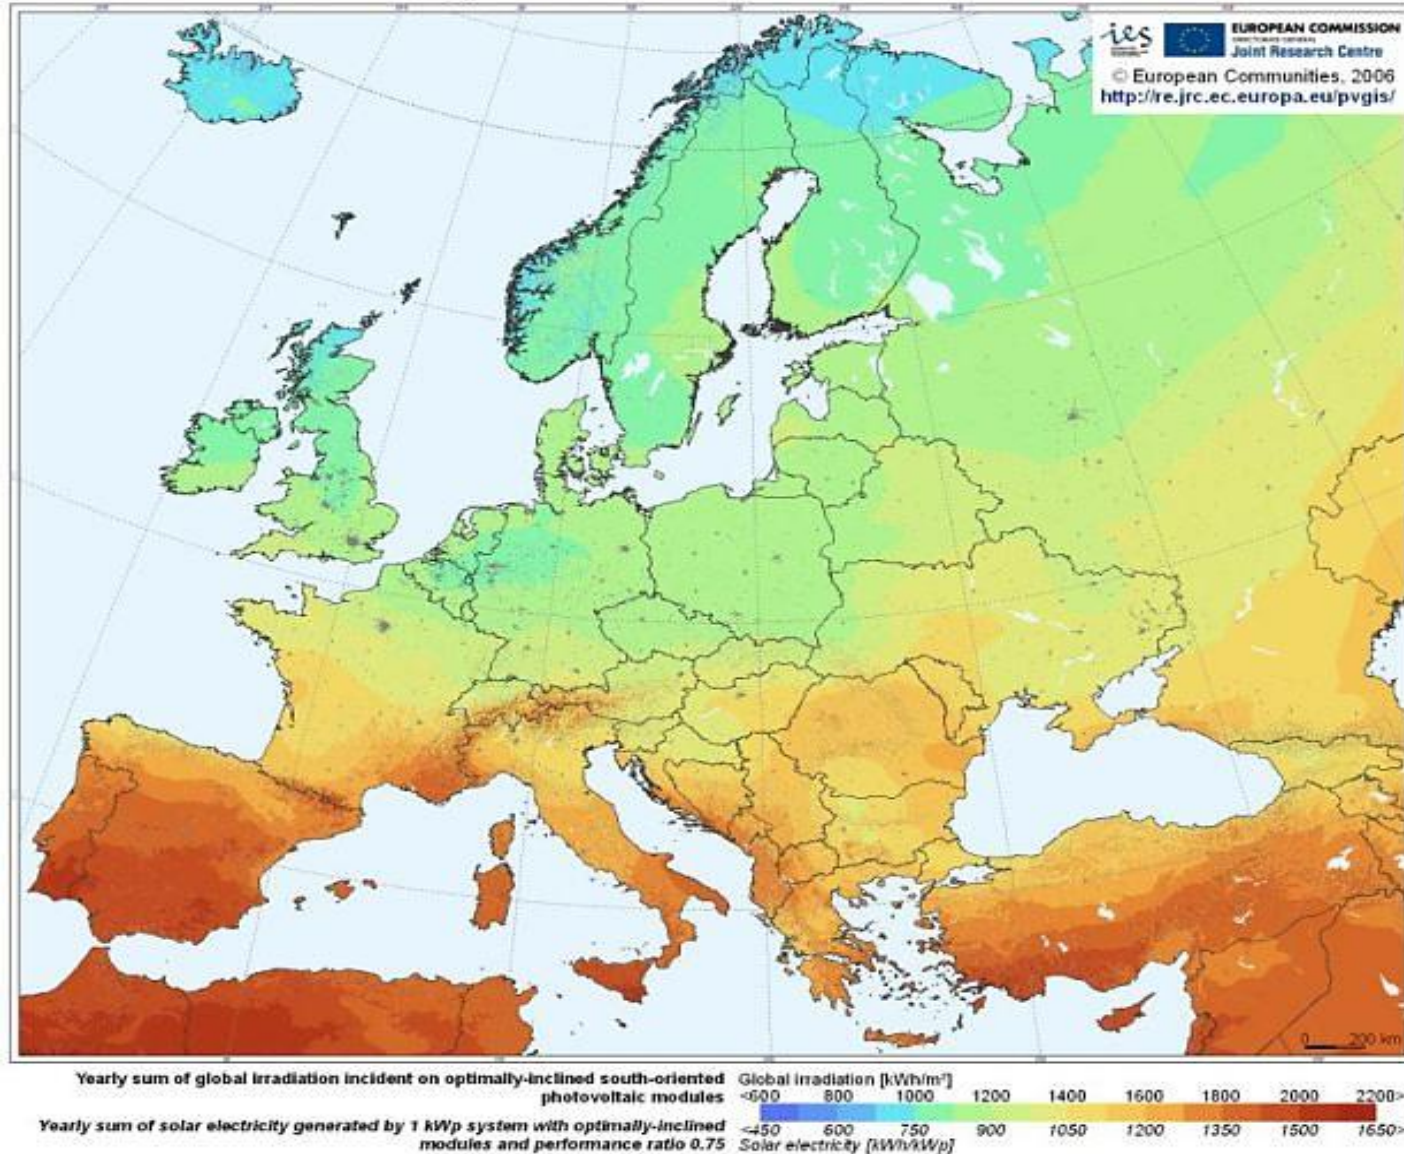 ies
EUROPEAN COMMISSION
DIRECTORATE-GENERAL
Joint Research Centre
© European Communities, 2006
http://re.jrc.ec.europa.eu/pvgis/
0 200 km
Yearly sum of global irradiation incident on optimally-inclined south-oriented
photovoltaic modules
Yearly sum of solar electricity generated by 1 kWp system with optimally-inclined
modules and performance ratio 0.75
Global irradiation [kWh/m²]
<600 800 1000 1200 1400 1600 1800 2000 2200>
<450 600 750 900 1050 1200 1350 1500 1650>
Solar electricity [kWh/kWp]